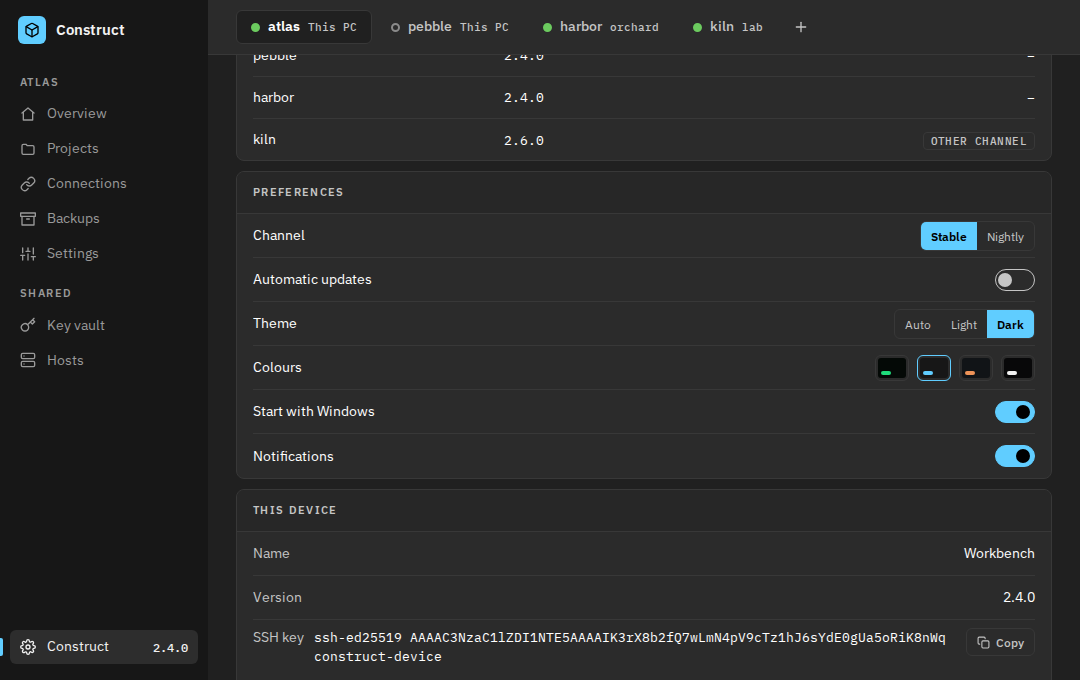 Construct
atlas This PC
pebble This PC
harbor orchard
kiln lab
ATLAS
Overview
Projects
Connections
Backups
Settings
SHARED
Key vault
Hosts
Construct 2.4.0
pebble 2.4.0 –
harbor 2.4.0 –
kiln 2.6.0 OTHER CHANNEL
PREFERENCES
Channel Stable Nightly
Automatic updates
Theme Auto Light Dark
Colours
Start with Windows
Notifications
THIS DEVICE
Name Workbench
Version 2.4.0
SSH key ssh-ed25519 AAAAC3NzaC1lZDI1NTE5AAAAIK3rX8b2fQ7wLmN4pV9cTz1hJ6sYdE0gUa5oRiK8nWq Copy
construct-device